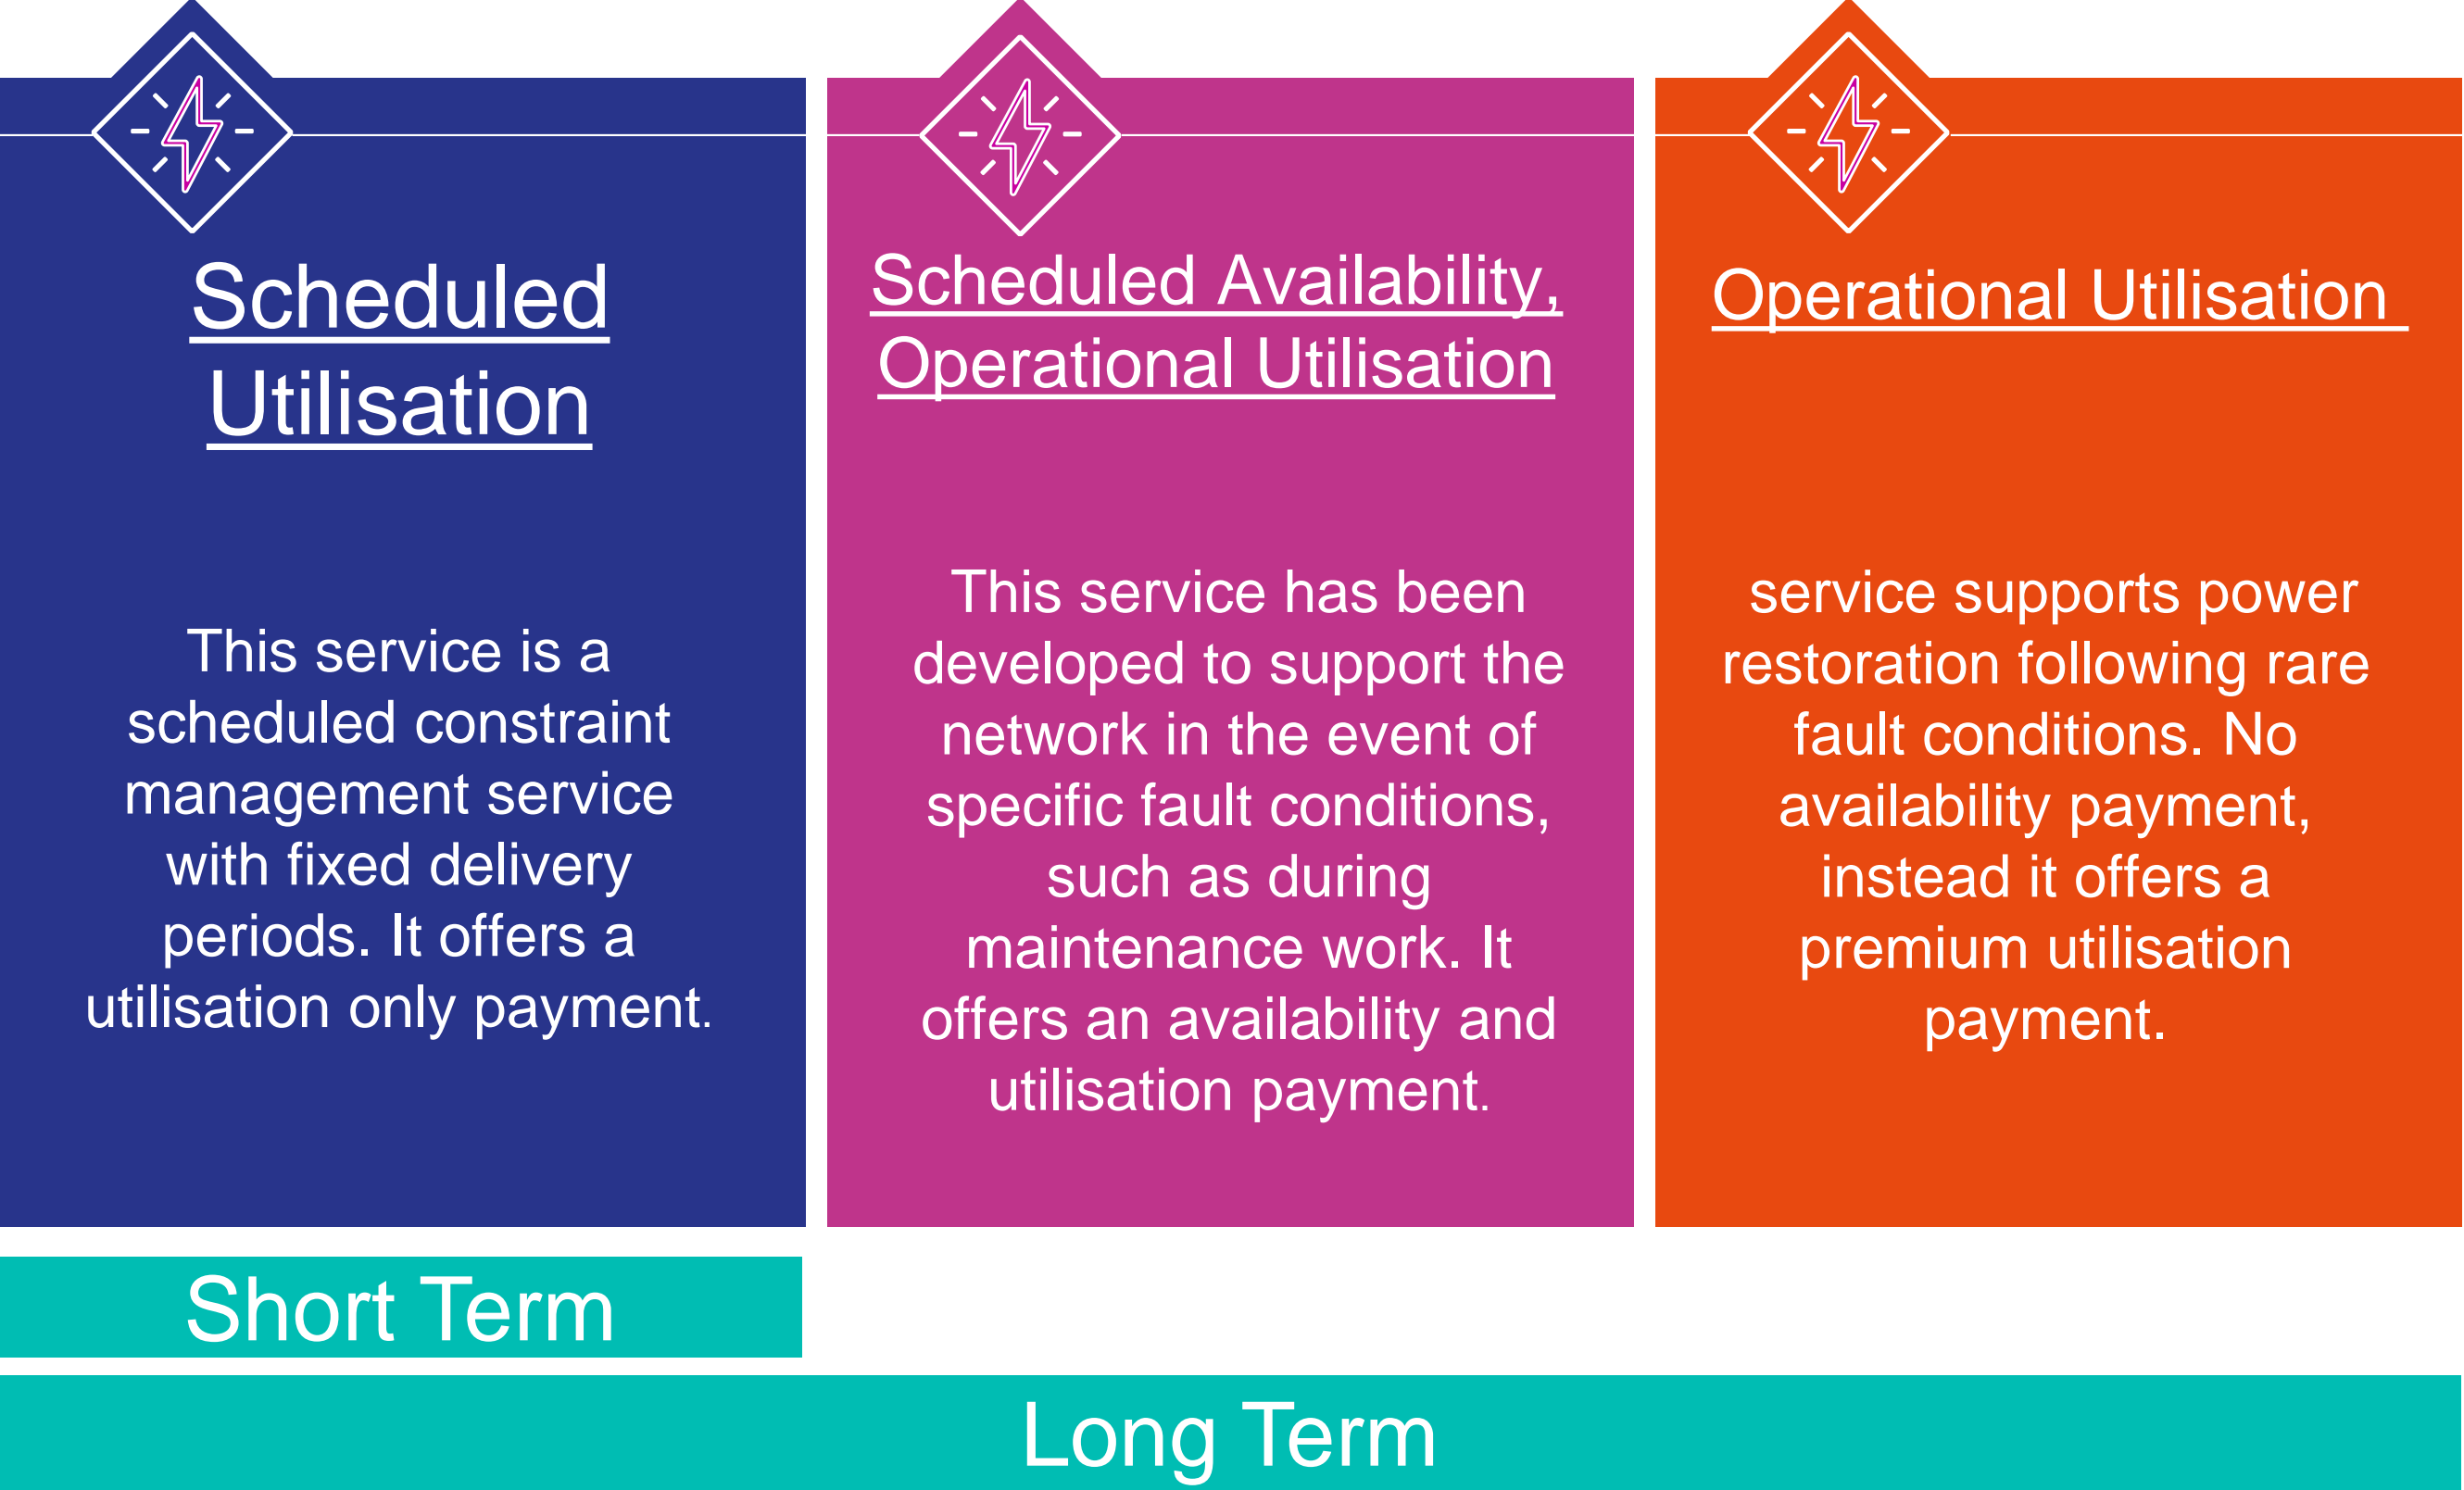 Scheduled
Utilisation
This service is a
scheduled constraint
management service
with fixed delivery
periods. It offers a
utilisation only payment.
Scheduled Availability,
Operational Utilisation
This service has been
developed to support the
network in the event of
specific fault conditions,
such as during
maintenance work. It
offers an availability and
utilisation payment.
Operational Utilisation
service supports power
restoration following rare
fault conditions. No
availability payment,
instead it offers a
premium utilisation
payment.
Short Term
Long Term